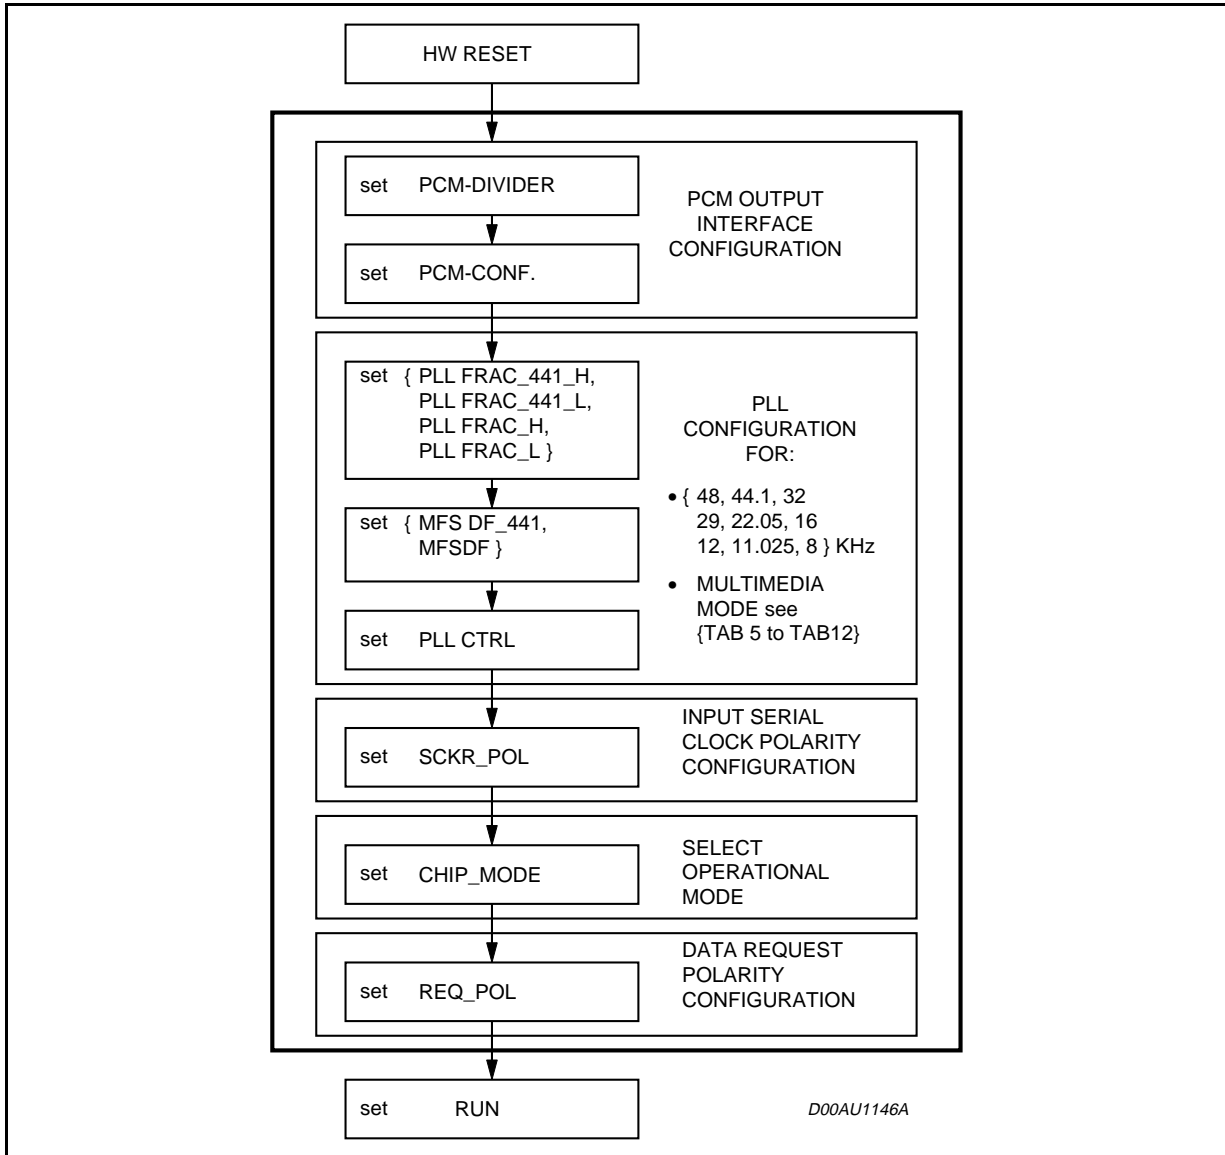 HW RESET
set PCM-DIVIDER
set PCM-CONF.
PCM OUTPUT
INTERFACE
CONFIGURATION
set { PLL FRAC_441_H,
PLL FRAC_441_L,
PLL FRAC_H,
PLL FRAC_L }
set { MFS DF_441,
MFSDF }
set PLL CTRL
PLL
CONFIGURATION
FOR:
• { 48, 44.1, 32
29, 22.05, 16
12, 11.025, 8 } KHz
• MULTIMEDIA
MODE see
{TAB 5 to TAB12}
set SCKR_POL
INPUT SERIAL
CLOCK POLARITY
CONFIGURATION
set CHIP_MODE
SELECT
OPERATIONAL
MODE
set REQ_POL
DATA REQUEST
POLARITY
CONFIGURATION
set RUN
D00AU1146A